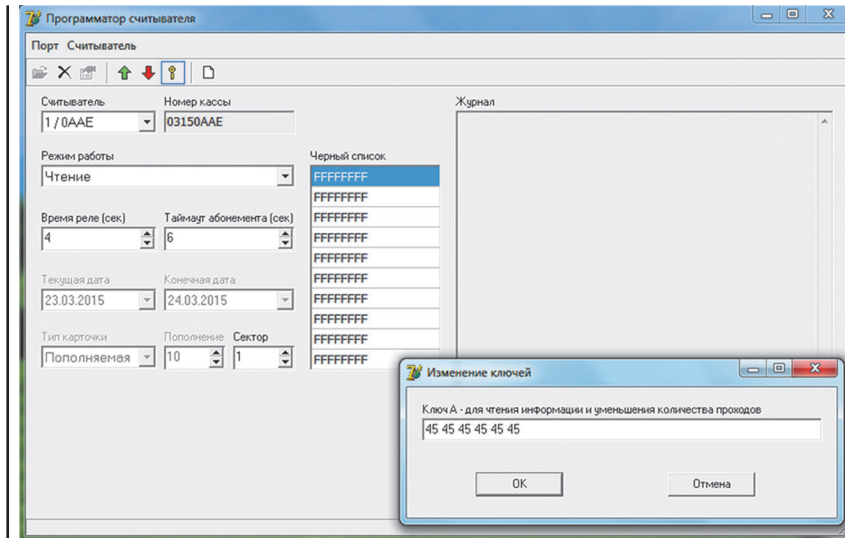 Программатор считывателя
Порт Считыватель
Считыватель Номер кассы Журнал
1 / 0AAE 03150AAE
Режим работы Черный список
Чтение FFFFFFFF
FFFFFFFF
Время реле (сек) Таймаут абонемента (сек) FFFFFFFF
4 6 FFFFFFFF
FFFFFFFF
Текущая дата Конечная дата FFFFFFFF
23.03.2015 24.03.2015 FFFFFFFF
Тип карточки Пополнение Сектор FFFFFFFF
FFFFFFFF
Пополняемая 10 1 FFFFFFFF
Изменение ключей
Ключ А - для чтения информации и уменьшения количества проходов
45 45 45 45 45 45
OK Отмена